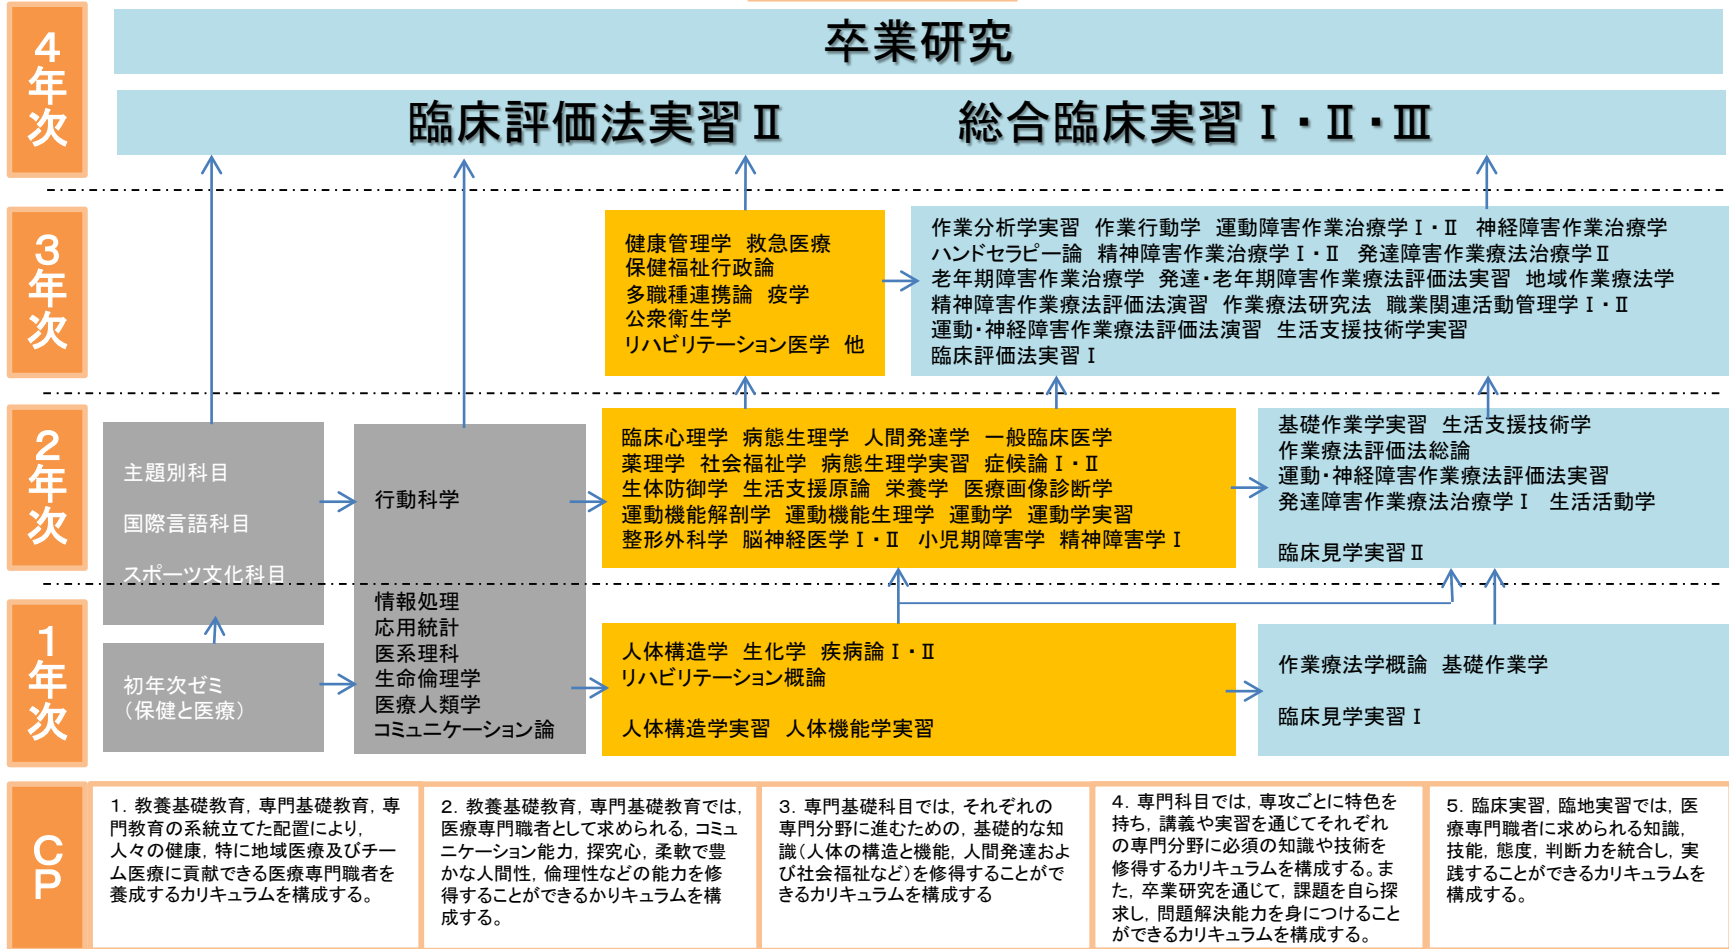 4年次
卒業研究
臨床評価法実習Ⅱ 総合臨床実習Ⅰ・Ⅱ・Ⅲ
3年次
健康管理学 救急医療
保健福祉行政論
多職種連携論 疫学
公衆衛生学
リハビリテーション医学 他
作業分析学実習 作業行動学 運動障害作業治療学Ⅰ・Ⅱ 神経障害作業治療学
ハンドセラピー論 精神障害作業治療学Ⅰ・Ⅱ 発達障害作業療法治療学Ⅱ
老年期障害作業治療学 発達・老年期障害作業療法評価法実習 地域作業療法学
精神障害作業療法評価法演習 作業療法研究法 職業関連活動管理学Ⅰ・Ⅱ
運動・神経障害作業療法評価法演習 生活支援技術学実習
臨床評価法実習Ⅰ
2年次
主題別科目
国際言語科目
スポーツ文化科目
行動科学
臨床心理学 病態生理学 人間発達学 一般臨床医学
薬理学 社会福祉学 病態生理学実習 症候論Ⅰ・Ⅱ
生体防御学 生活支援原論 栄養学 医療画像診断学
運動機能解剖学 運動機能生理学 運動学 運動学実習
整形外科学 脳神経医学Ⅰ・Ⅱ 小児期障害学 精神障害学Ⅰ
基礎作業学実習 生活支援技術学
作業療法評価法総論
運動・神経障害作業療法評価法実習
発達障害作業療法治療学Ⅰ 生活活動学
臨床見学実習Ⅱ
1年次
初年次ゼミ
（保健と医療）
情報処理
応用統計
医系理科
生命倫理学
医療人類学
コミュニケーション論
人体構造学 生化学 疾病論Ⅰ・Ⅱ
リハビリテーション概論
人体構造学実習 人体機能学実習
作業療法学概論 基礎作業学
臨床見学実習Ⅰ
CP
1．教養基礎教育，専門基礎教育，専
門教育の系統立てた配置により，
人々の健康，特に地域医療及びチー
ム医療に貢献できる医療専門職者を
養成するカリキュラムを構成する。
2．教養基礎教育，専門基礎教育では，
医療専門職者として求められる，コミュ
ニケーション能力，探究心，柔軟で豊
かな人間性，倫理性などの能力を修
得することができるかりキュラムを構
成する。
3．専門基礎科目では，それぞれの
専門分野に進むための，基礎的な知
識（人体の構造と機能，人間発達およ
び社会福祉など）を修得することがで
きるカリキュラムを構成する
4．専門科目では，専攻ごとに特色を
持ち，講義や実習を通じてそれぞれ
の専門分野に必須の知識や技術を
修得するカリキュラムを構成する。ま
た，卒業研究を通じて，課題を自ら探
求し，問題解決能力を身につけること
ができるカリキュラムを構成する。
5．臨床実習，臨地実習では，医
療専門職者に求められる知識，
技能，態度，判断力を統合し，実
践することができるカリキュラムを
構成する。